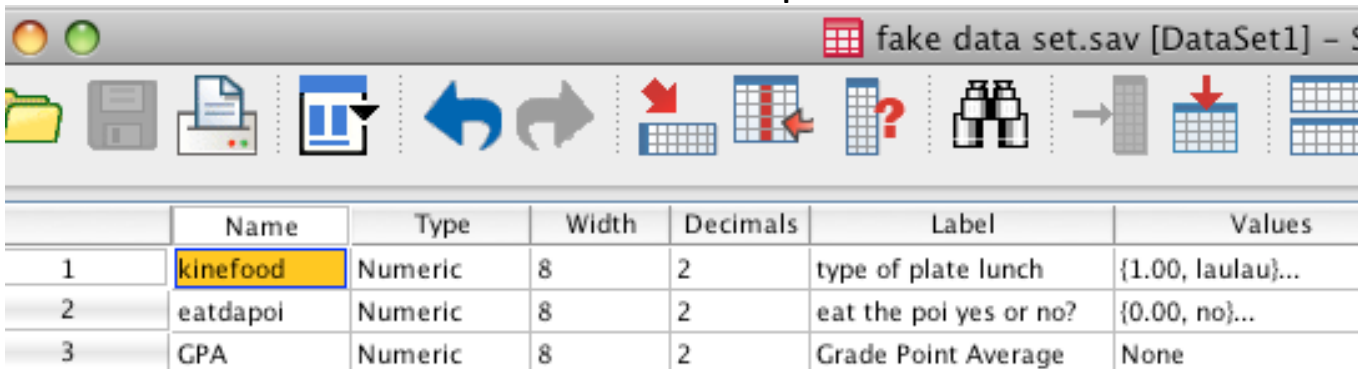 fake data set.sav [DataSet1] –
Name Type Width Decimals Label Values
1 kinefood Numeric 8 2 type of plate lunch {1.00, laulau}...
2 eatdapoi Numeric 8 2 eat the poi yes or no? {0.00, no}...
3 GPA Numeric 8 2 Grade Point Average None